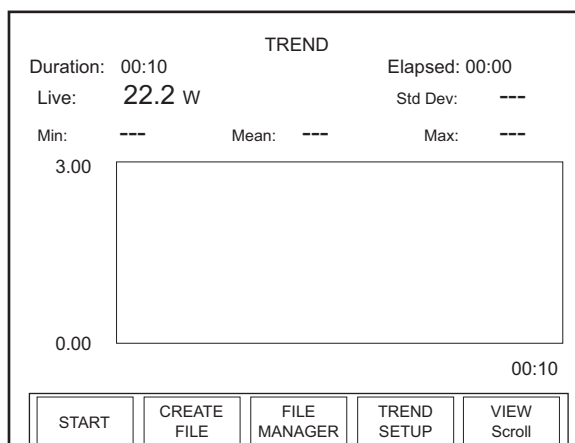 TREND
Duration: 00:10 Elapsed: 00:00
Live: 22.2 W Std Dev: ---
Min: --- Mean: --- Max: ---
3.00
0.00
00:10
START
CREATE
FILE
FILE
MANAGER
TREND
SETUP
VIEW
Scroll